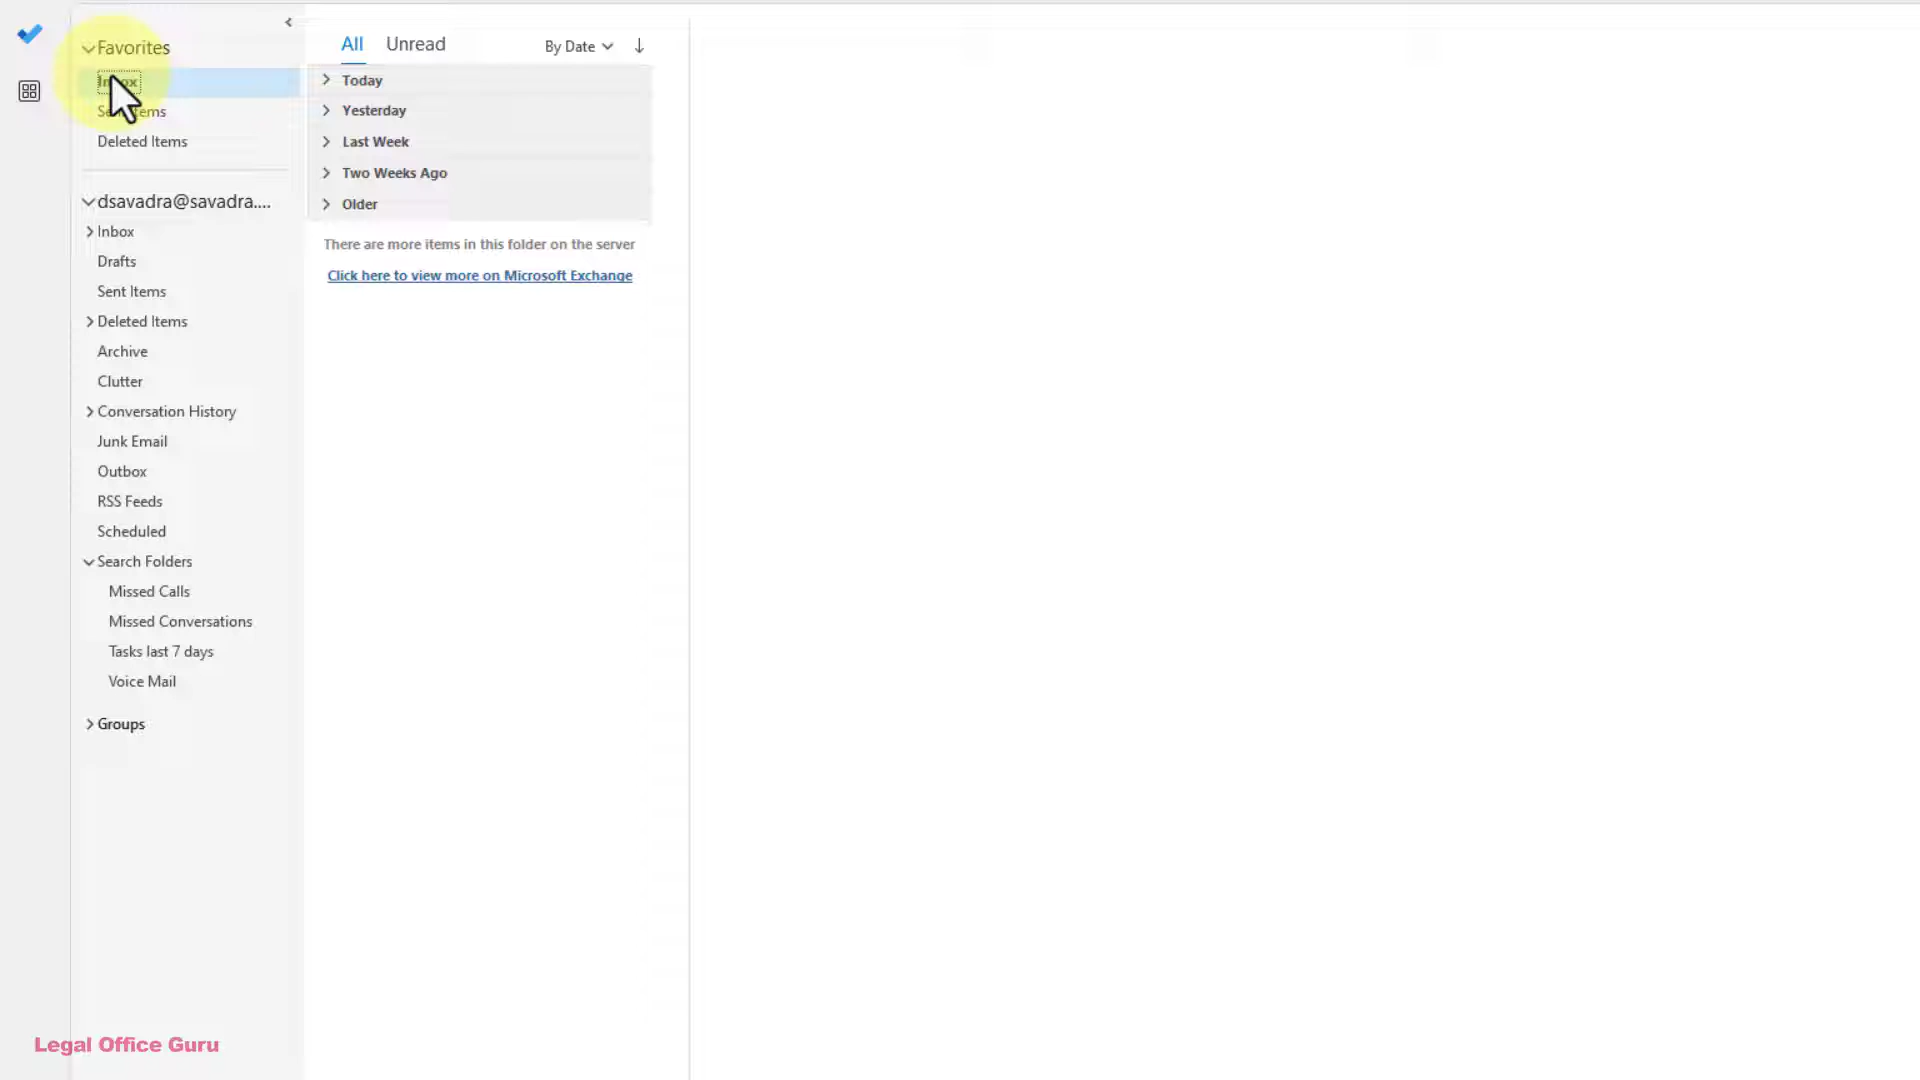 Favorites
Inbox
Sent Items
Deleted Items
dsavadra@savadra....
Inbox
Drafts
Sent Items
Deleted Items
Archive
Clutter
Conversation History
Junk Email
Outbox
RSS Feeds
Scheduled
Search Folders
Missed Calls
Missed Conversations
Tasks last 7 days
Voice Mail
Groups
All Unread By Date
Today
Yesterday
Last Week
Two Weeks Ago
Older
There are more items in this folder on the server
Click here to view more on Microsoft Exchange
Legal Office Guru